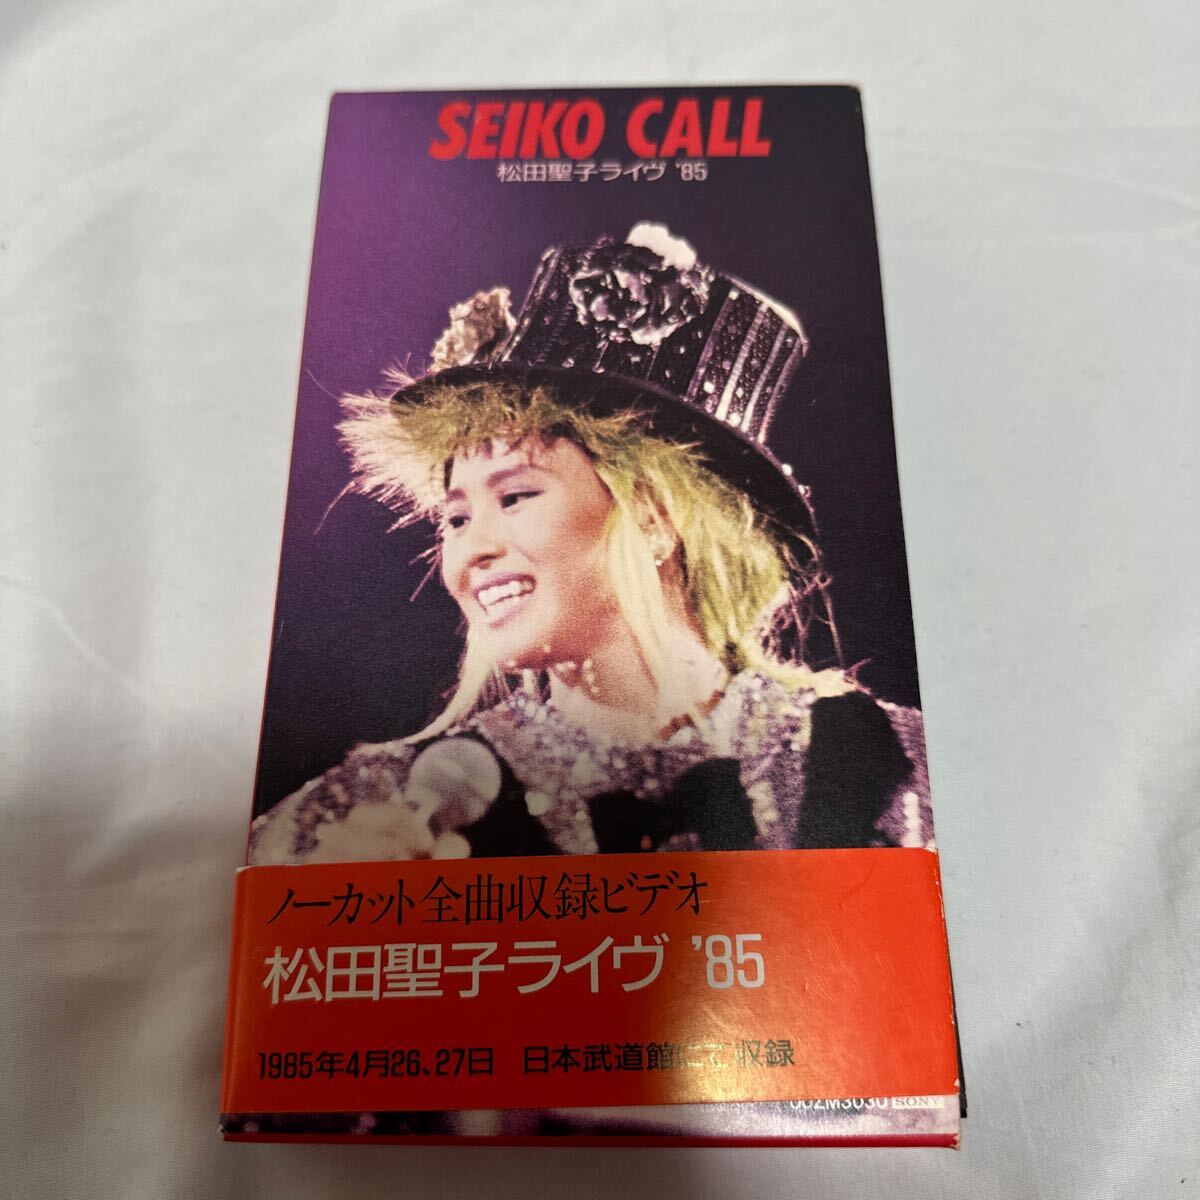 SEIKO CALL
松田聖子ライヴ '85
ノーカット全曲収録ビデオ
松田聖子ライヴ '85
1985年4月26、27日 日本武道館にて収録
SONY